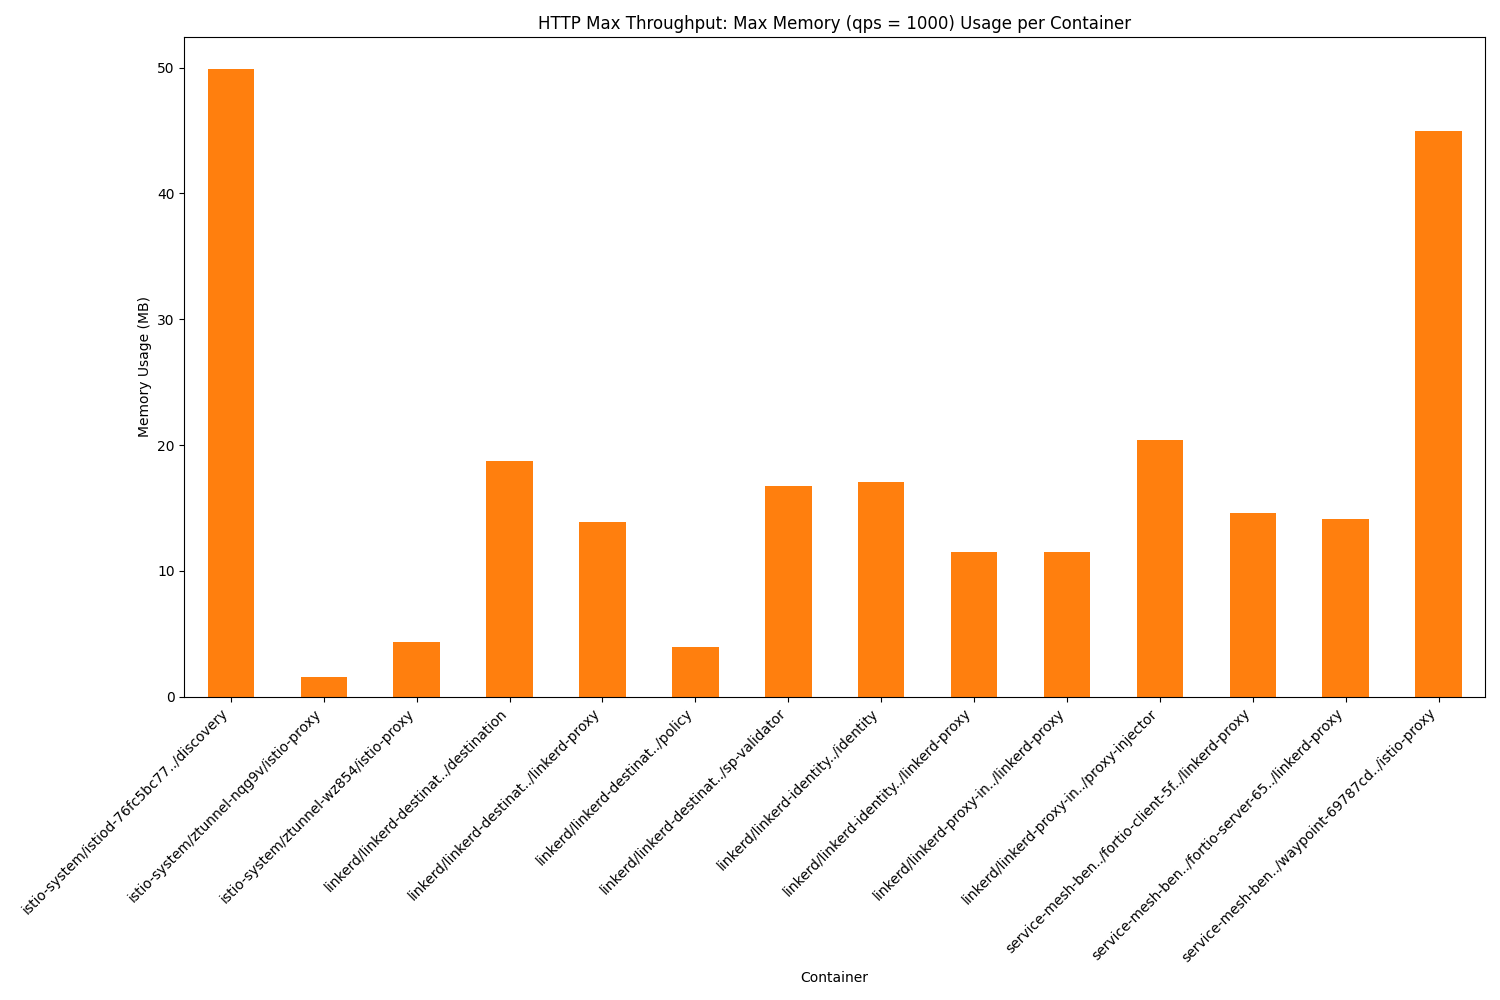 HTTP Max Throughput: Max Memory (qps = 1000) Usage per Container
Memory Usage (MB)
50
40
30
20
10
0
istio-system/istiod-76fc5bc77../discovery
istio-system/ztunnel-nqg9v/istio-proxy
istio-system/ztunnel-wz854/istio-proxy
linkerd/linkerd-destinat../destination
linkerd/linkerd-destinat../linkerd-proxy
linkerd/linkerd-destinat../policy
linkerd/linkerd-destinat../sp-validator
linkerd/linkerd-identity../identity
linkerd/linkerd-identity../linkerd-proxy
linkerd/linkerd-proxy-in../linkerd-proxy
linkerd/linkerd-proxy-in../proxy-injector
service-mesh-ben../fortio-client-5f../linkerd-proxy
service-mesh-ben../fortio-server-65../linkerd-proxy
service-mesh-ben../waypoint-69787cd../istio-proxy
Container